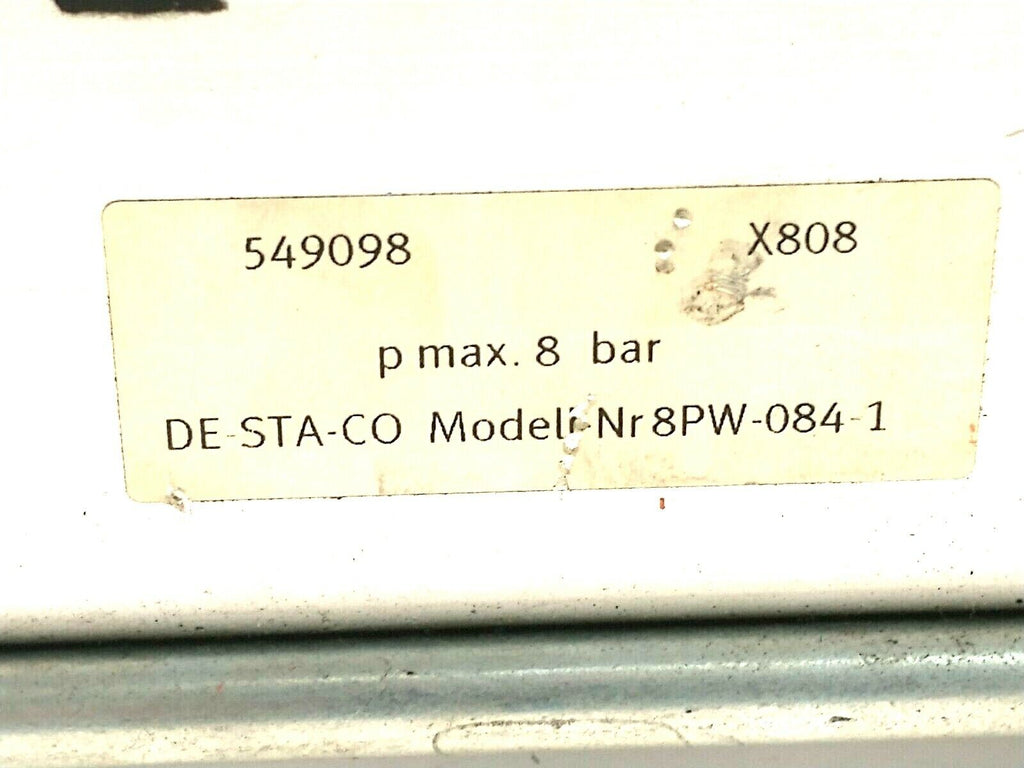 549098 X808
p max. 8 bar
DE-STA-CO Modell-Nr 8PW-084-1